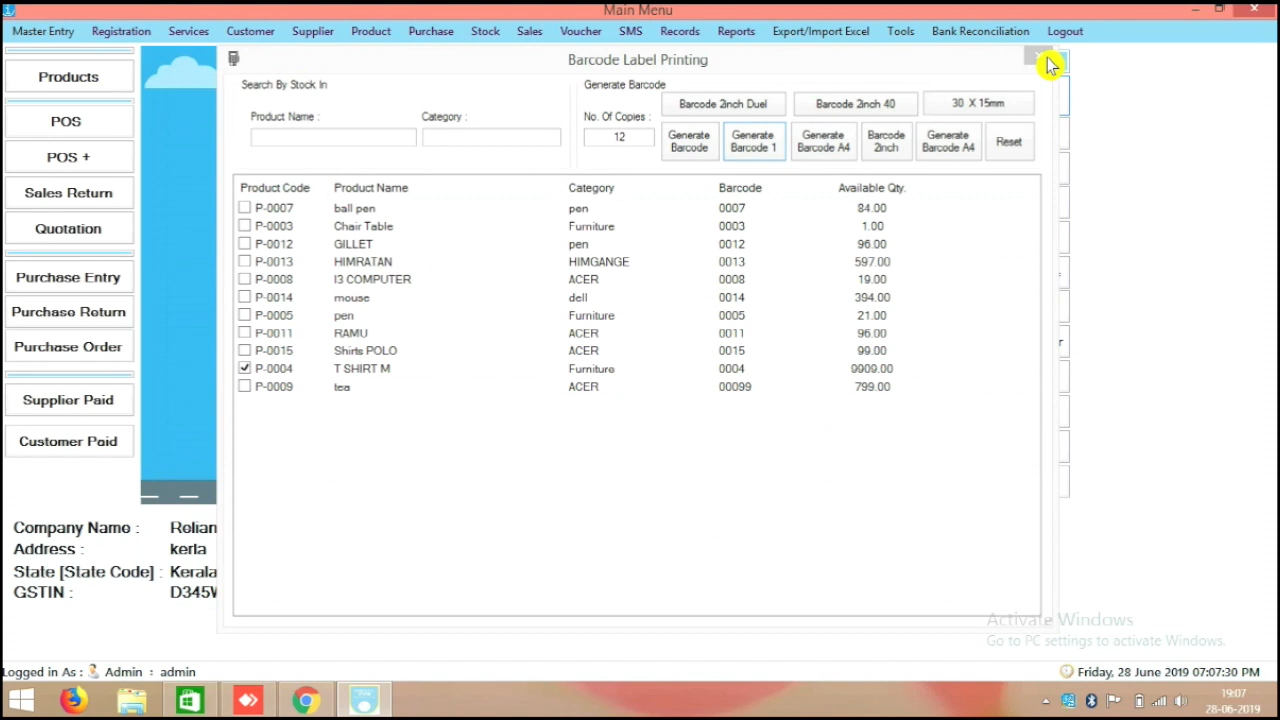 Main Menu
Master Entry Registration Services Customer Supplier Product Purchase Stock Sales Voucher SMS Records Reports Export/Import Excel Tools Bank Reconciliation Logout
Barcode Label Printing
Products
POS
POS +
Sales Return
Quotation
Purchase Entry
Purchase Return
Purchase Order
Supplier Paid
Customer Paid
Search By Stock In
Product Name :
Category :
Generate Barcode
No. Of Copies :
12
Barcode 2inch Duel
Barcode 2inch 40
30 X 15mm
Generate Barcode
Generate Barcode 1
Generate Barcode A4
Barcode 2inch
Generate Barcode A4
Reset
Product Code Product Name Category Barcode Available Qty.
P-0007 ball pen pen 0007 84.00
P-0003 Chair Table Furniture 0003 1.00
P-0012 GILLET pen 0012 96.00
P-0013 HIMRATAN HIMGANGE 0013 597.00
P-0008 I3 COMPUTER ACER 0008 19.00
P-0014 mouse dell 0014 394.00
P-0005 pen Furniture 0005 21.00
P-0011 RAMU ACER 0011 96.00
P-0015 Shirts POLO ACER 0015 99.00
P-0004 T SHIRT M Furniture 0004 9909.00
P-0009 tea ACER 00099 799.00
Company Name : Relian
Address : kerla
State [State Code] : Kerala
GSTIN : D345
Activate Windows
Go to PC settings to activate Windows.
Logged in As : Admin : admin
Friday, 28 June 2019 07:07:30 PM
19:07
28-06-2019